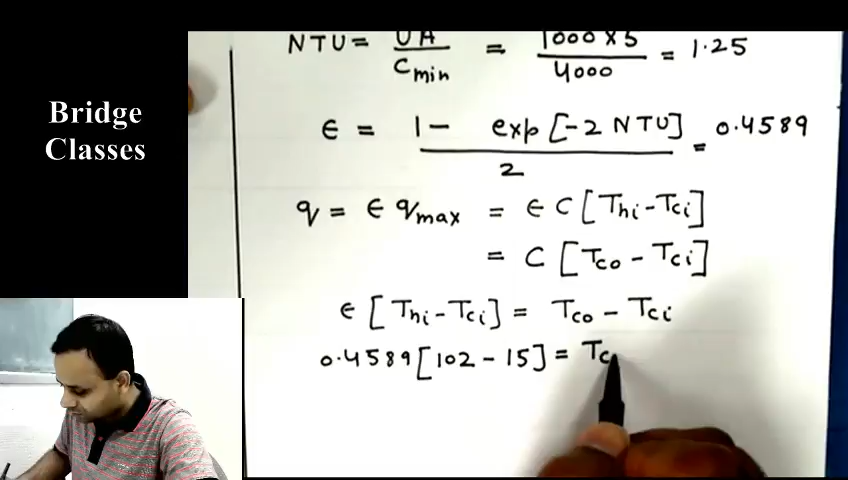 Bridge
Classes
NTU = UA / Cmin = 1000 × 5 / 4000 = 1.25
ϵ = 1 − exp[−2 NTU] / 2 = 0.4589
q = ϵ qmax = ϵ C [Thi − Tci]
= C [Tco − Tci]
ϵ [Thi − Tci] = Tco − Tci
0.4589 [102 − 15] = Tc